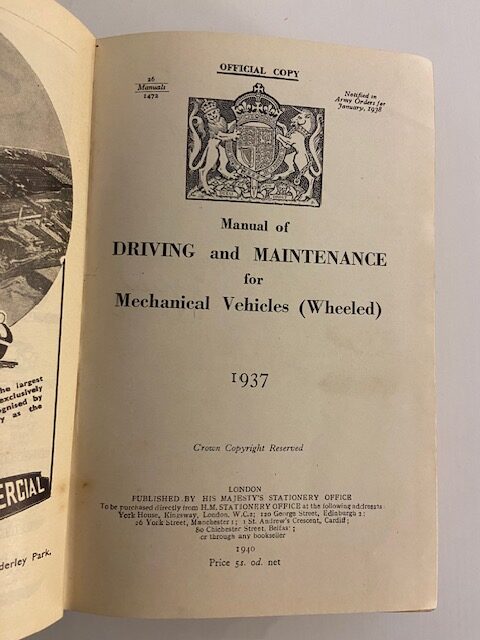 he largest
exclusively
gnised by
y as the
ERCIAL
derley Park.
OFFICIAL COPY
26
Manuals
1472
Notified in
Army Orders for
January, 1938
Manual of
DRIVING and MAINTENANCE
for
Mechanical Vehicles (Wheeled)
1937
Crown Copyright Reserved
LONDON
PUBLISHED BY HIS MAJESTY'S STATIONERY OFFICE
To be purchased directly from H.M. STATIONERY OFFICE at the following addresses:
York House, Kingsway, London, W.C.2; 120 George Street, Edinburgh 2:
26 York Street, Manchester 1; 1 St. Andrew's Crescent, Cardiff;
80 Chichester Street, Belfast;
or through any bookseller
1940
Price 5s. 0d. net